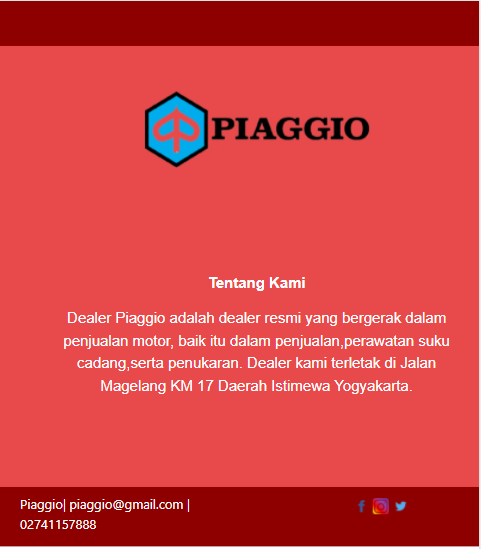 PIAGGIO
Tentang Kami
Dealer Piaggio adalah dealer resmi yang bergerak dalam
penjualan motor, baik itu dalam penjualan,perawatan suku
cadang,serta penukaran. Dealer kami terletak di Jalan
Magelang KM 17 Daerah Istimewa Yogyakarta.
Piaggio| piaggio@gmail.com |
02741157888